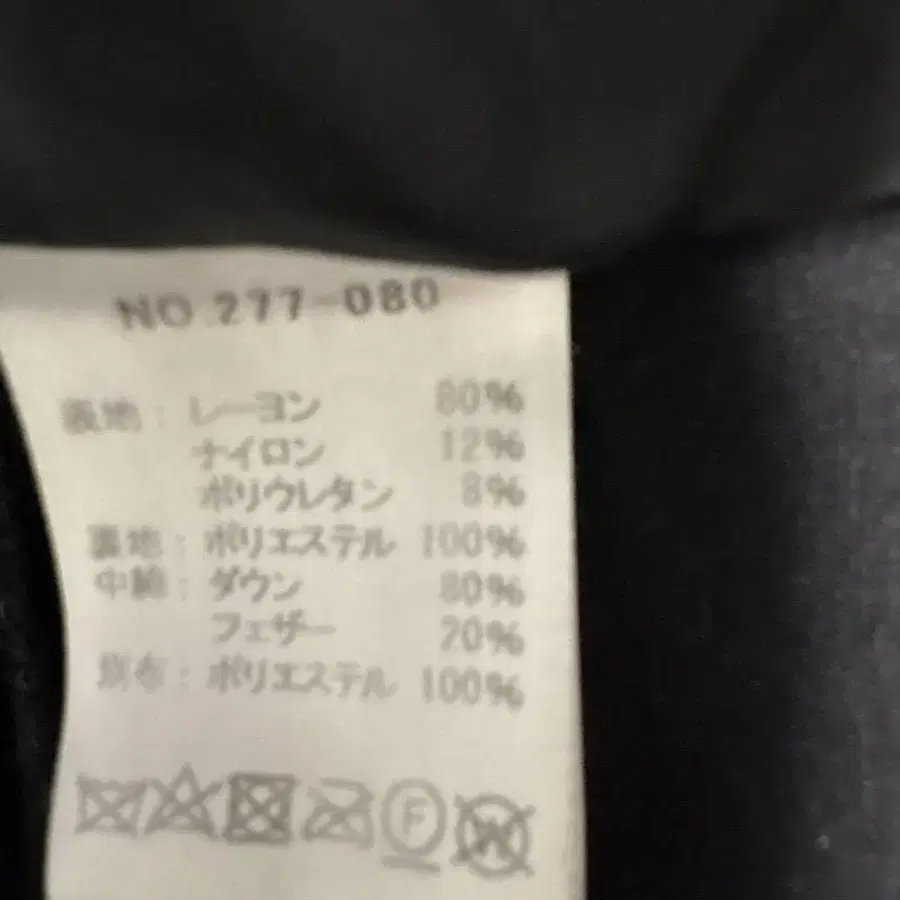 NO.277-080
表地：レーヨン 80%
ナイロン 12%
ポリウレタン 8%
裏地：ポリエステル 100%
中綿：ダウン 80%
フェザー 20%
別布：ポリエステル 100%
F
W